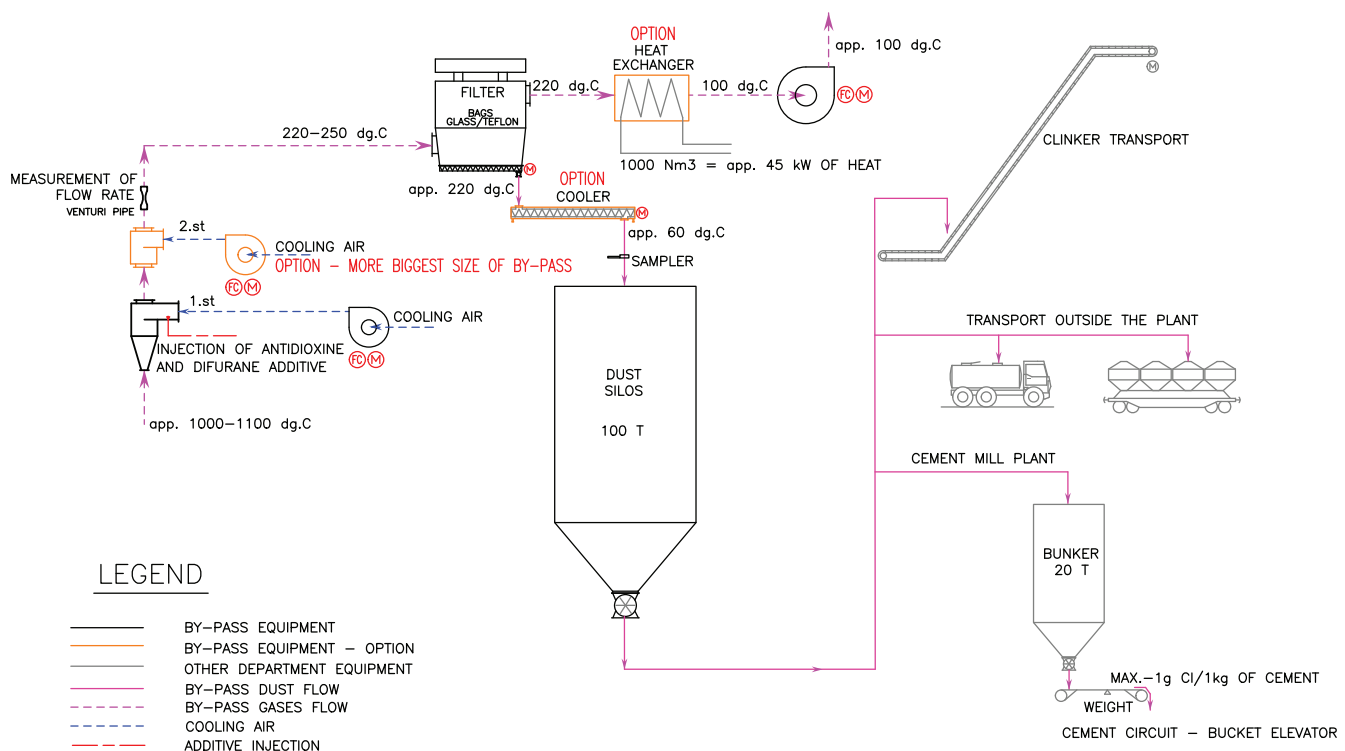 app. 100 dg.C
OPTION
HEAT
EXCHANGER
FILTER
BAGS
GLASS/TEFLON
220 dg.C
100 dg.C
FC
M
M
CLINKER TRANSPORT
220-250 dg.C
1000 Nm3 = app. 45 kW OF HEAT
M
app. 220 dg.C
OPTION
COOLER
M
MEASUREMENT OF
FLOW RATE
VENTURI PIPE
app. 60 dg.C
2.st
COOLING AIR
OPTION - MORE BIGGEST SIZE OF BY-PASS
SAMPLER
FC
M
1.st
COOLING AIR
INJECTION OF ANTIDIOXINE
AND DIFURANE ADDITIVE
FC
M
app. 1000-1100 dg.C
TRANSPORT OUTSIDE THE PLANT
DUST
SILOS
100 T
CEMENT MILL PLANT
BUNKER
20 T
MAX.-1g Cl/1kg OF CEMENT
WEIGHT
CEMENT CIRCUIT - BUCKET ELEVATOR
LEGEND
BY-PASS EQUIPMENT
BY-PASS EQUIPMENT - OPTION
OTHER DEPARTMENT EQUIPMENT
BY-PASS DUST FLOW
BY-PASS GASES FLOW
COOLING AIR
ADDITIVE INJECTION